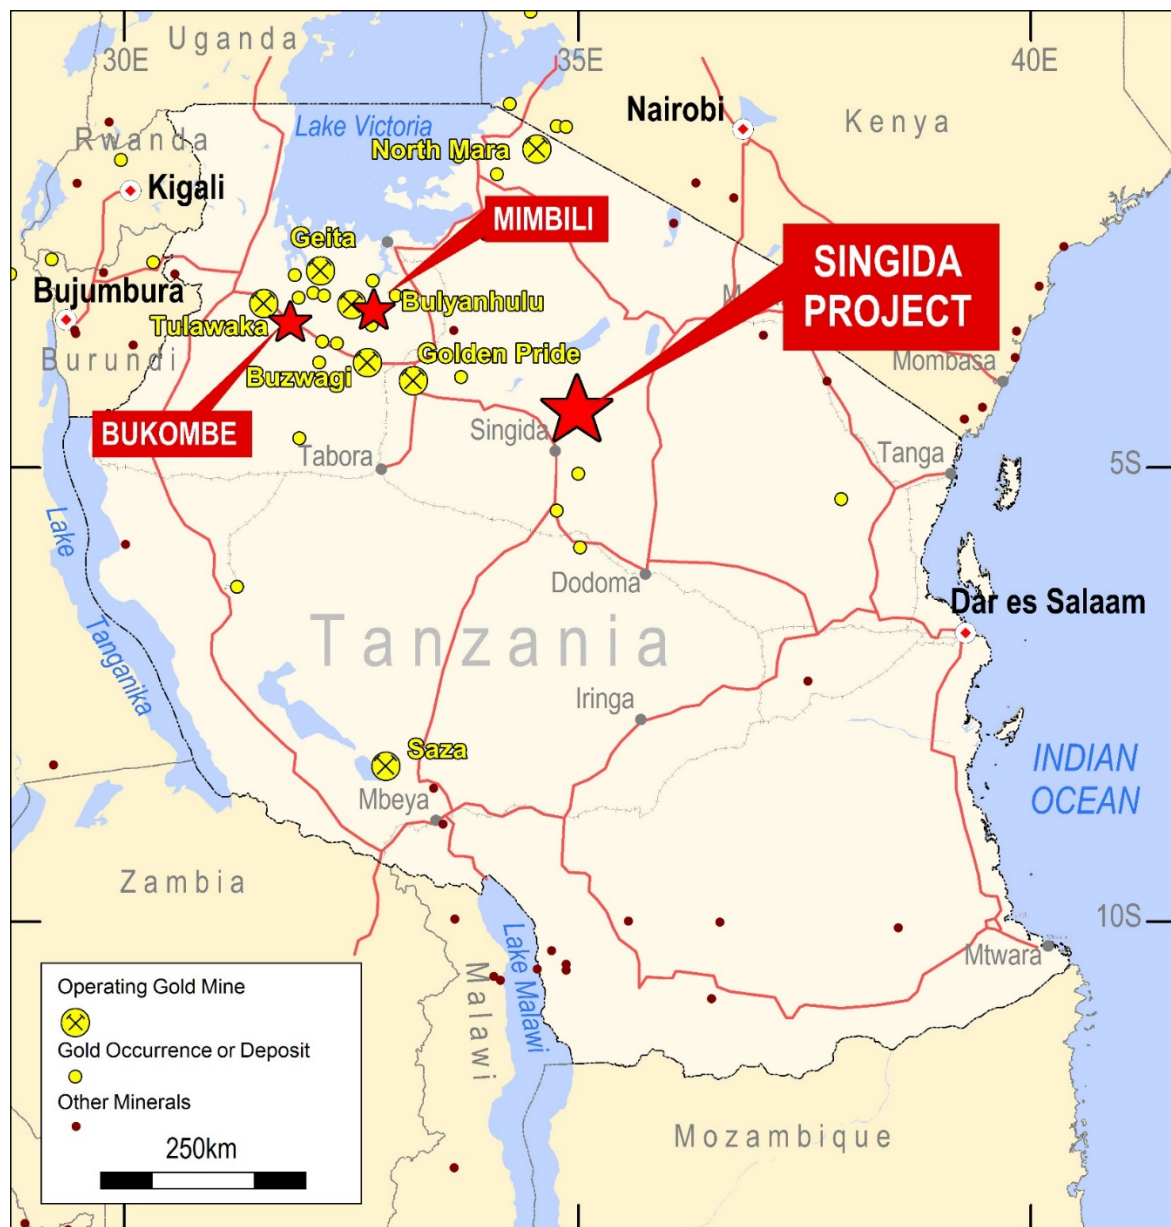 Uganda
30E
35E
40E
Lake Victoria
Nairobi
Kenya
Rwanda
North Mara
Kigali
MIMBILI
Geita
SINGIDA
PROJECT
Bujumbura
Bulyanhulu
Tulawaka
Burundi
Golden Pride
Mombasa
Buzwagi
BUKOMBE
Singida
Tabora
Tanga
5S
Lake
Tanganika
Dodoma
Dar es Salaam
Tanzania
Iringa
Saza
INDIAN
OCEAN
Mbeya
Zambia
10S
Mtwara
Malawi
Lake Malawi
Mozambique
Operating Gold Mine
Gold Occurrence or Deposit
Other Minerals
250km